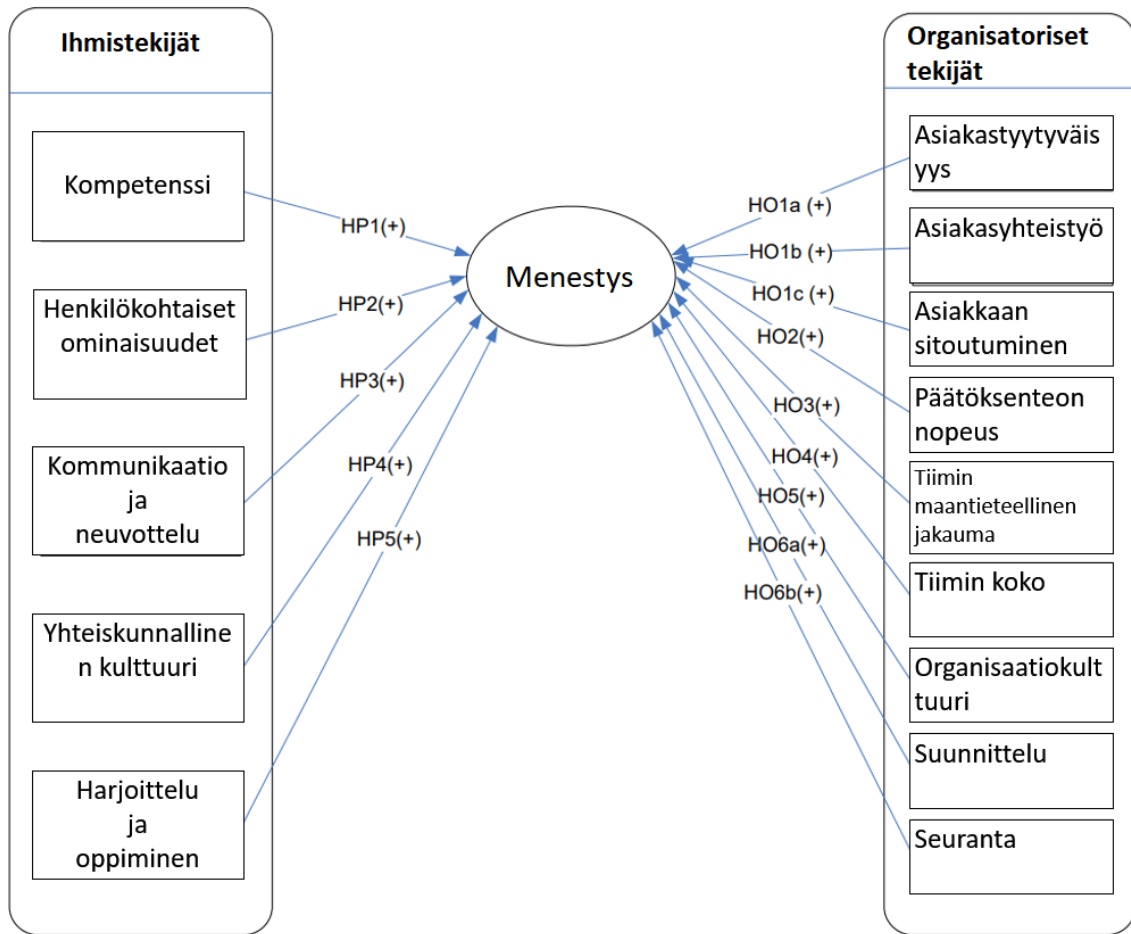 Ihmistekijät
Kompetenssi
Henkilökohtaiset
ominaisuudet
Kommunikaatio
ja
neuvottelu
Yhteiskunnalline
n kulttuuri
Harjoittelu
ja
oppiminen
HP1(+)
HP2(+)
HP3(+)
HP4(+)
HP5(+)
Menestys
HO1a (+)
HO1b (+)
HO1c (+)
HO2(+)
HO3(+)
HO4(+)
HO5(+)
HO6a(+)
HO6b(+)
Organisatoriset
tekijät
Asiakastyytyväis
yys
Asiakasyhteistyö
Asiakkaan
sitoutuminen
Päätöksenteon
nopeus
Tiimin
maantieteellinen
jakauma
Tiimin koko
Organisaatiokult
tuuri
Suunnittelu
Seuranta